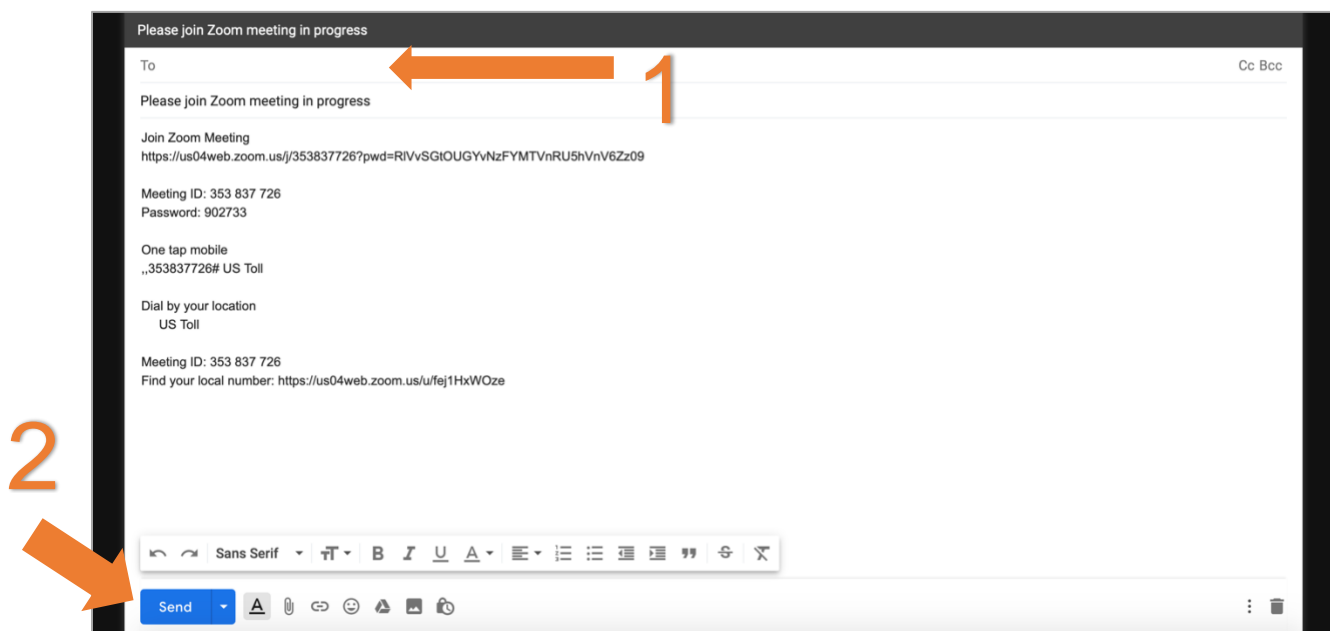 Please join Zoom meeting in progress
To
Cc Bcc
1
Please join Zoom meeting in progress
Join Zoom Meeting
https://us04web.zoom.us/j/353837726?pwd=RlVvSGtOUGYvNzFYMTVnRU5hVnV6Zz09
Meeting ID: 353 837 726
Password: 902733
One tap mobile
,,353837726# US Toll
Dial by your location
US Toll
Meeting ID: 353 837 726
Find your local number: https://us04web.zoom.us/u/fej1HxWOze
2
Sans Serif
Send